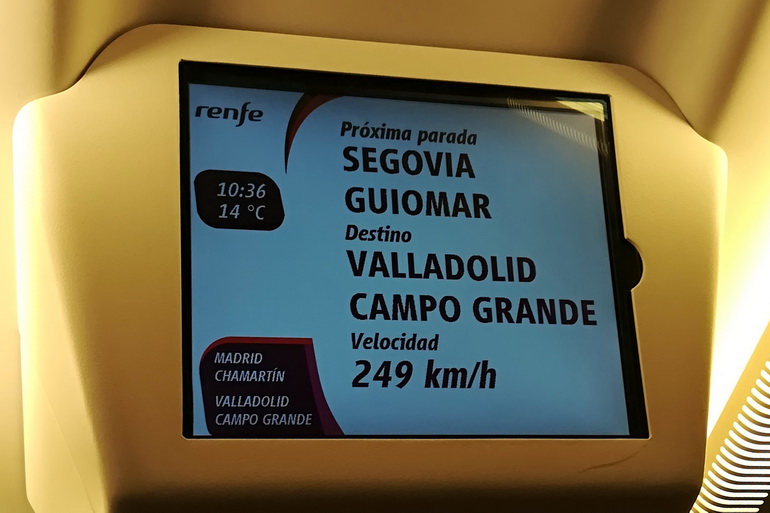 renfe
10:36
14 °C
Próxima parada
SEGOVIA
GUIOMAR
Destino
VALLADOLID
CAMPO GRANDE
Velocidad
249 km/h
MADRID
CHAMARTÍN
VALLADOLID
CAMPO GRANDE